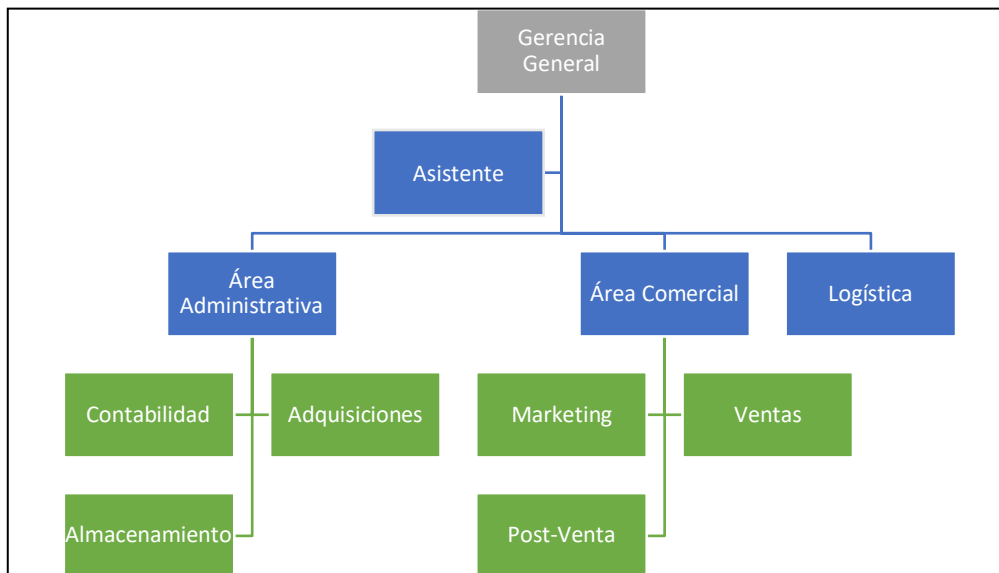 Gerencia
General
Asistente
Área
Administrativa
Área Comercial
Logística
Contabilidad
Adquisiciones
Marketing
Ventas
Almacenamiento
Post-Venta